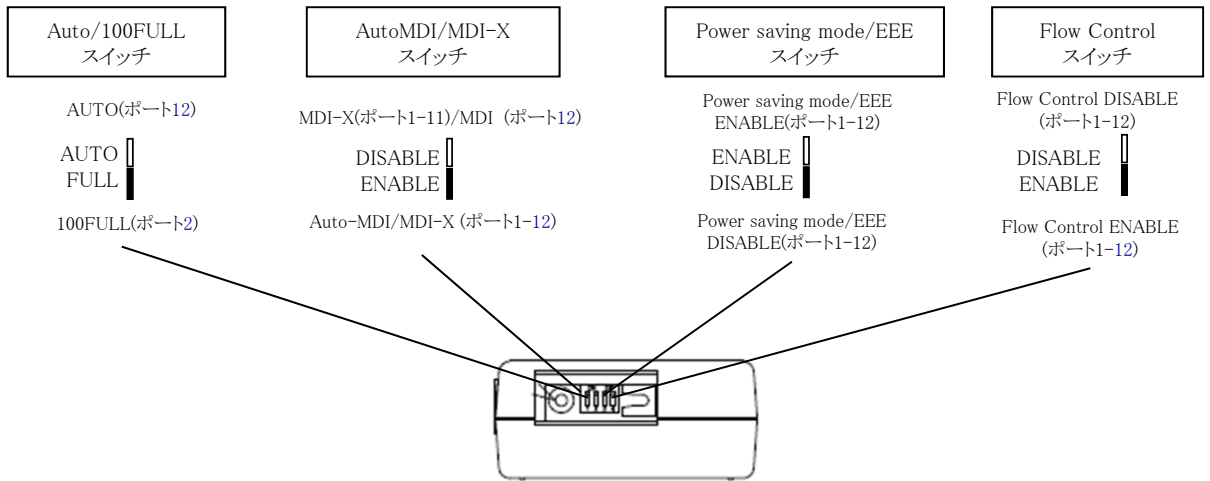 Auto/100FULL
スイッチ
AUTO(ポート12)
AUTO
FULL
100FULL(ポート2)
AutoMDI/MDI-X
スイッチ
MDI-X(ポート1-11)/MDI (ポート12)
DISABLE
ENABLE
Auto-MDI/MDI-X (ポート1-12)
Power saving mode/EEE
スイッチ
Power saving mode/EEE
ENABLE(ポート1-12)
ENABLE
DISABLE
Power saving mode/EEE
DISABLE(ポート1-12)
Flow Control
スイッチ
Flow Control DISABLE
(ポート1-12)
DISABLE
ENABLE
Flow Control ENABLE
(ポート1-12)